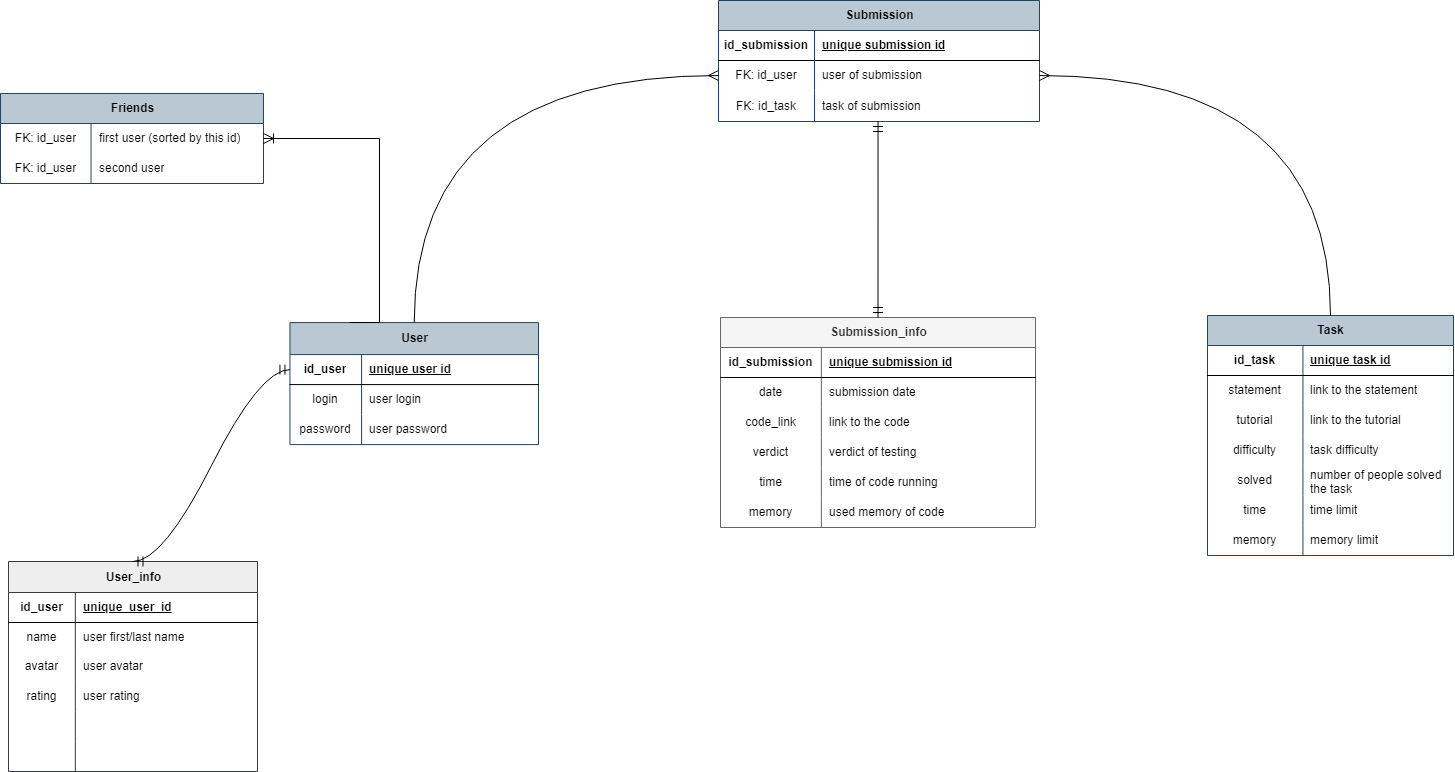 Submission
id_submission unique submission id
FK: id_user user of submission
FK: id_task task of submission
Friends
FK: id_user first user (sorted by this id)
FK: id_user second user
User
id_user unique user id
login user login
password user password
Submission_info
id_submission unique submission id
date submission date
code_link link to the code
verdict verdict of testing
time time of code running
memory used memory of code
Task
id_task unique task id
statement link to the statement
tutorial link to the tutorial
difficulty task difficulty
solved number of people solved
the task
time time limit
memory memory limit
User_info
id_user unique_user_id
name user first/last name
avatar user avatar
rating user rating